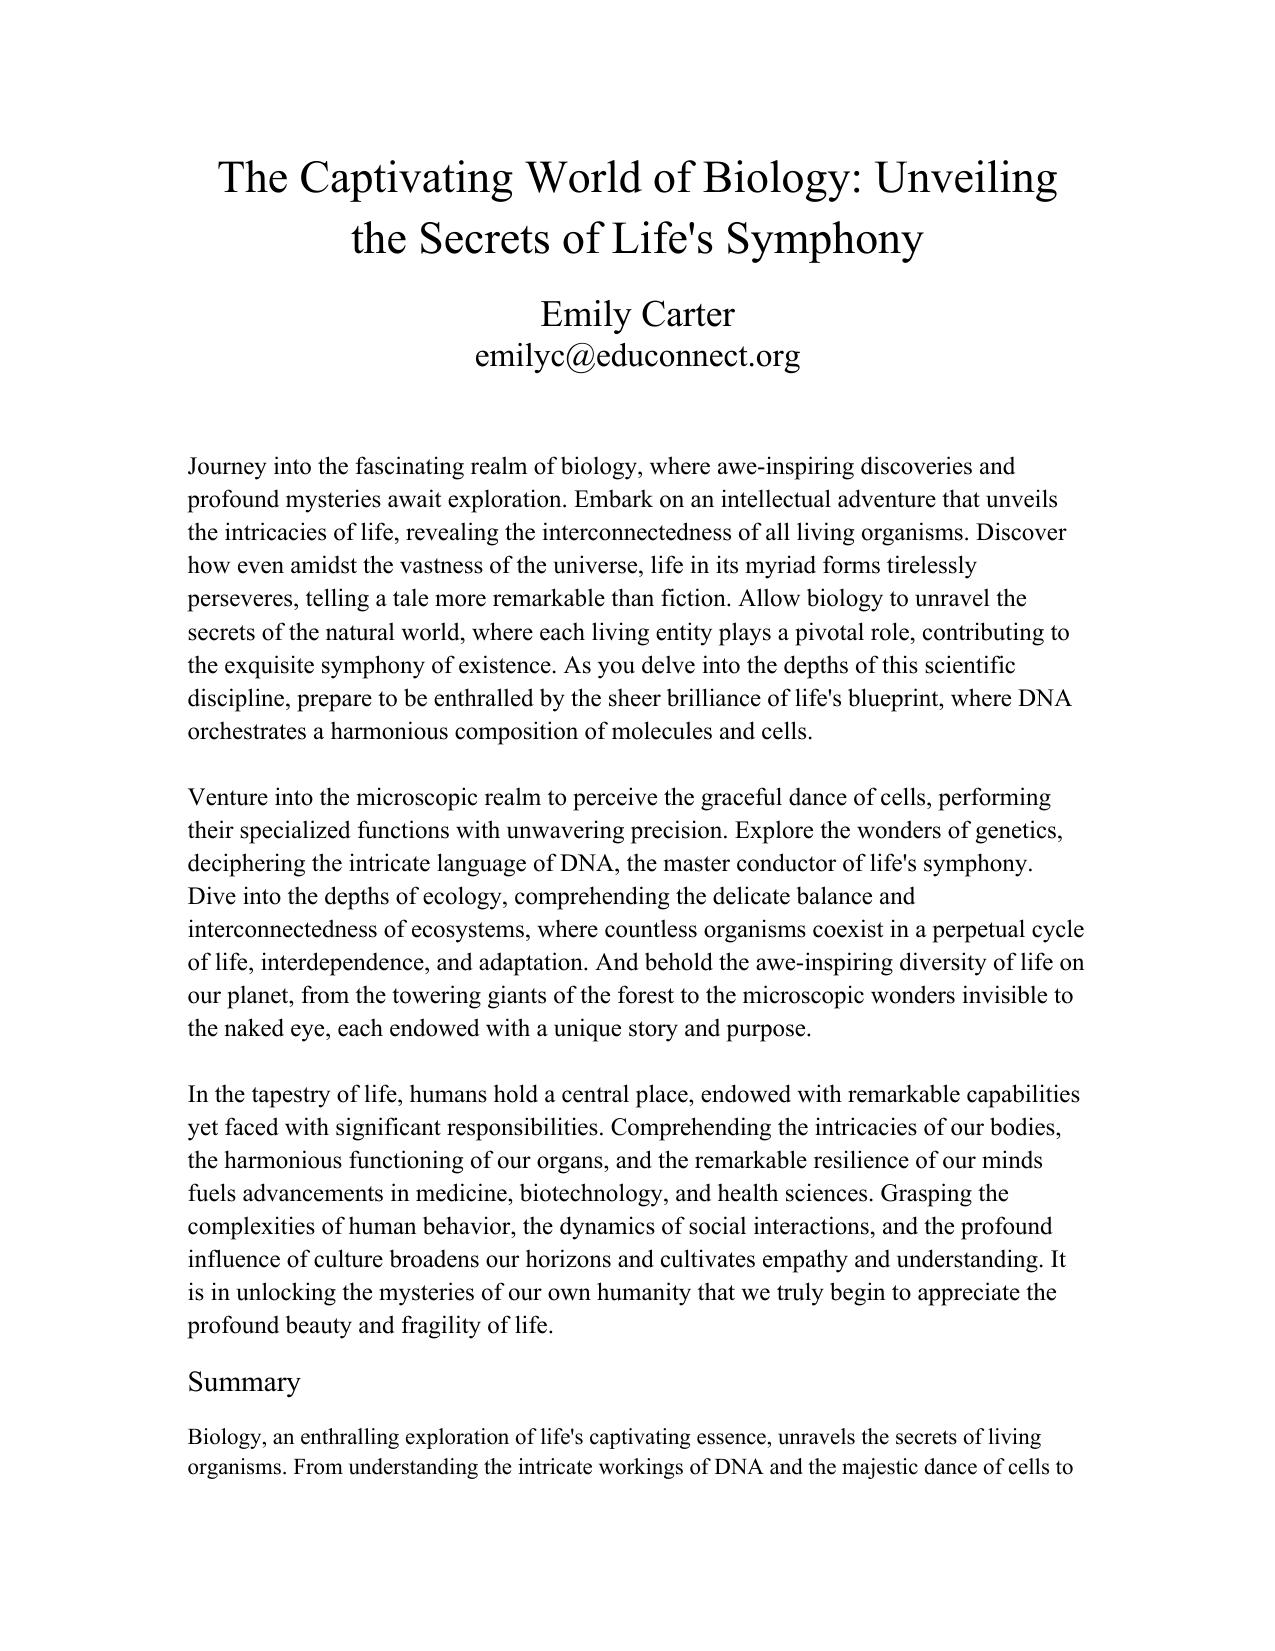 The Captivating World of Biology: Unveiling
the Secrets of Life's Symphony
Emily Carter
emilyc@educonnect.org
Journey into the fascinating realm of biology, where awe-inspiring discoveries and
profound mysteries await exploration. Embark on an intellectual adventure that unveils
the intricacies of life, revealing the interconnectedness of all living organisms. Discover
how even amidst the vastness of the universe, life in its myriad forms tirelessly
perseveres, telling a tale more remarkable than fiction. Allow biology to unravel the
secrets of the natural world, where each living entity plays a pivotal role, contributing to
the exquisite symphony of existence. As you delve into the depths of this scientific
discipline, prepare to be enthralled by the sheer brilliance of life's blueprint, where DNA
orchestrates a harmonious composition of molecules and cells.
Venture into the microscopic realm to perceive the graceful dance of cells, performing
their specialized functions with unwavering precision. Explore the wonders of genetics,
deciphering the intricate language of DNA, the master conductor of life's symphony.
Dive into the depths of ecology, comprehending the delicate balance and
interconnectedness of ecosystems, where countless organisms coexist in a perpetual cycle
of life, interdependence, and adaptation. And behold the awe-inspiring diversity of life on
our planet, from the towering giants of the forest to the microscopic wonders invisible to
the naked eye, each endowed with a unique story and purpose.
In the tapestry of life, humans hold a central place, endowed with remarkable capabilities
yet faced with significant responsibilities. Comprehending the intricacies of our bodies,
the harmonious functioning of our organs, and the remarkable resilience of our minds
fuels advancements in medicine, biotechnology, and health sciences. Grasping the
complexities of human behavior, the dynamics of social interactions, and the profound
influence of culture broadens our horizons and cultivates empathy and understanding. It
is in unlocking the mysteries of our own humanity that we truly begin to appreciate the
profound beauty and fragility of life.
Summary
Biology, an enthralling exploration of life's captivating essence, unravels the secrets of living
organisms. From understanding the intricate workings of DNA and the majestic dance of cells to